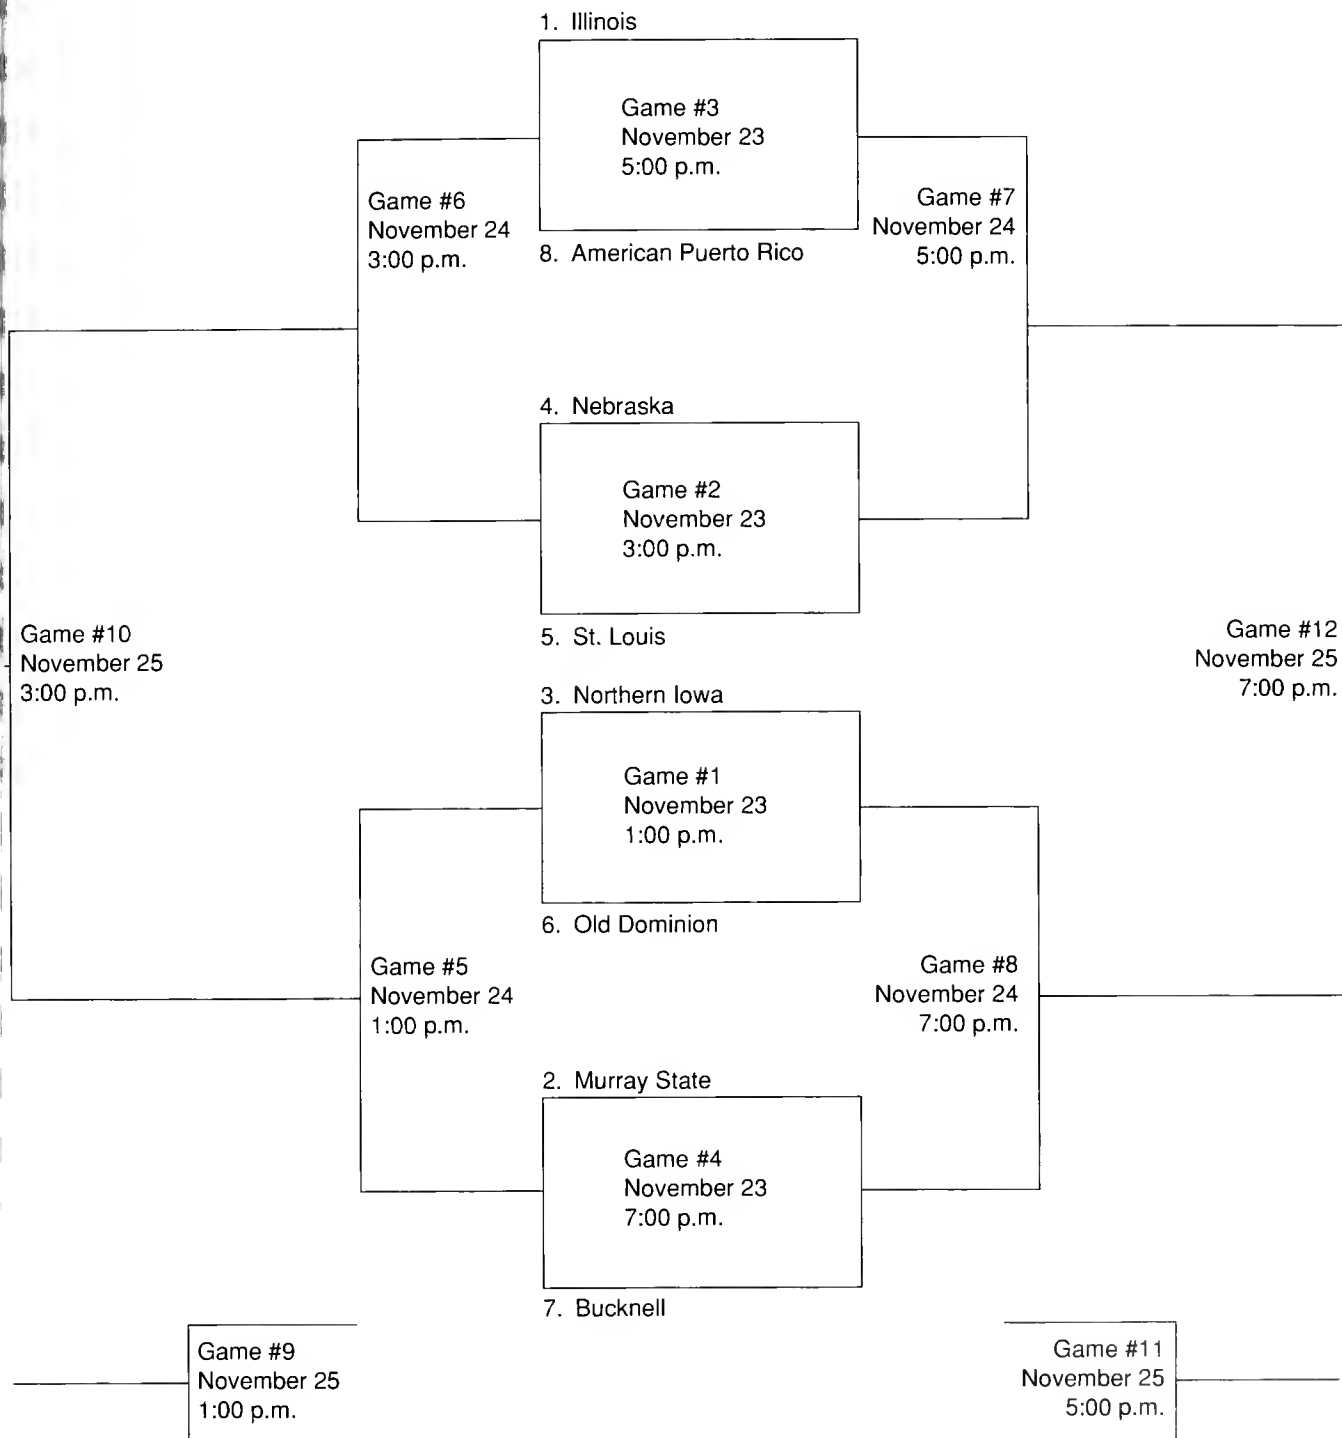 1. Illinois
Game #3
November 23
5:00 p.m.
Game #6
November 24
3:00 p.m.
Game #7
November 24
5:00 p.m.
8. American Puerto Rico
4. Nebraska
Game #2
November 23
3:00 p.m.
Game #10
November 25
3:00 p.m.
5. St. Louis
Game #12
November 25
7:00 p.m.
3. Northern Iowa
Game #1
November 23
1:00 p.m.
6. Old Dominion
Game #5
November 24
1:00 p.m.
Game #8
November 24
7:00 p.m.
2. Murray State
Game #4
November 23
7:00 p.m.
7. Bucknell
Game #9
November 25
1:00 p.m.
Game #11
November 25
5:00 p.m.